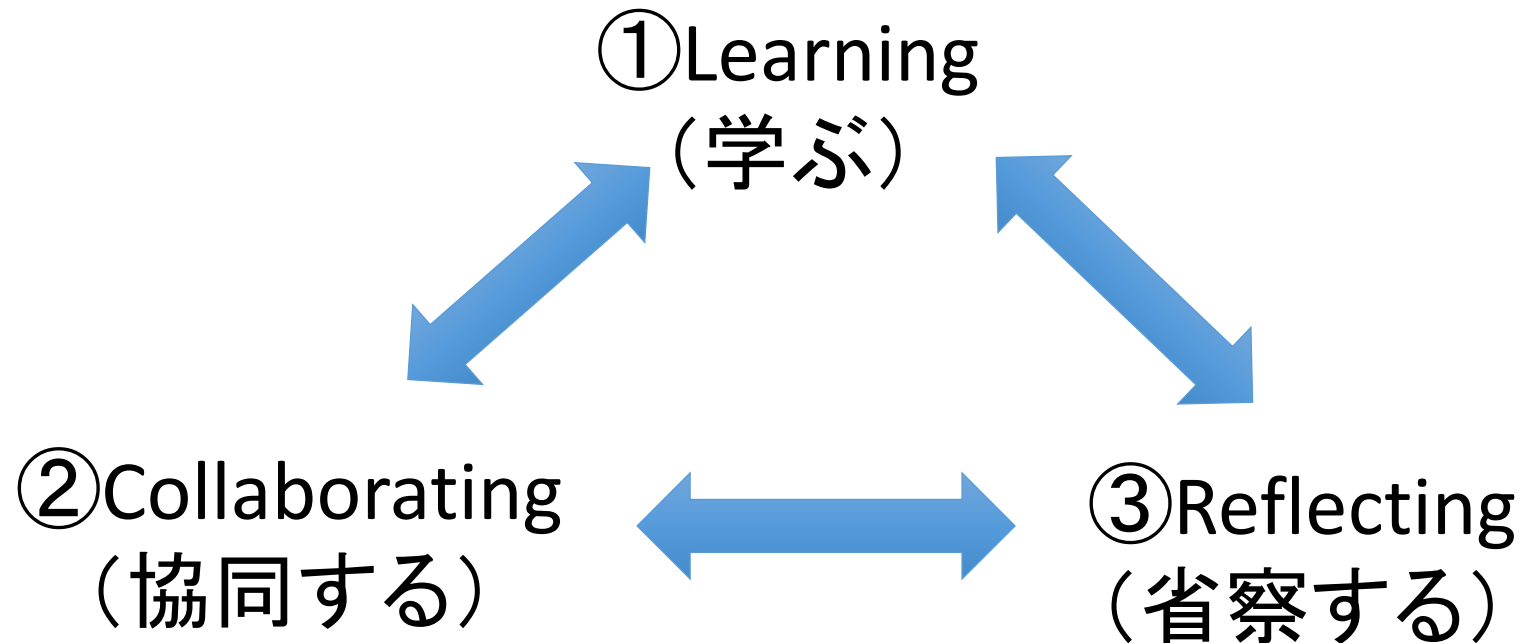 ①Learning
（学ぶ）
②Collaborating
（協同する）
③Reflecting
（省察する）